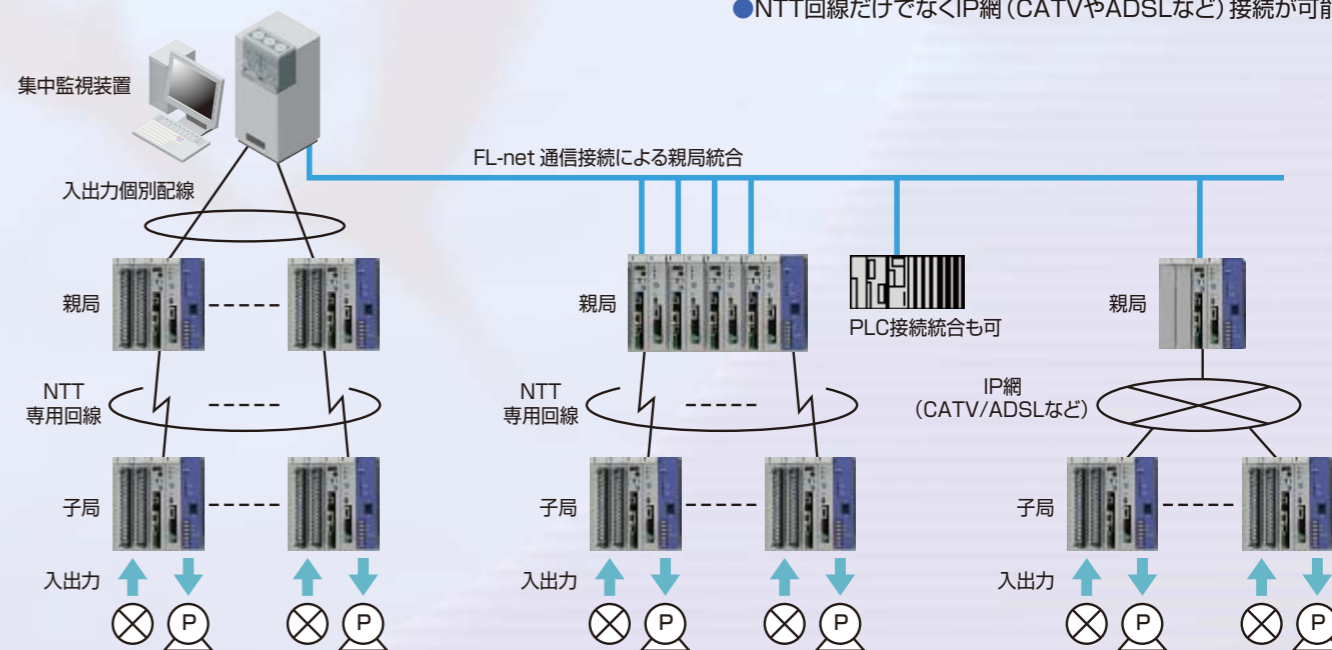 ●NTT回線だけでなくIP網(CATVやADSLなど)接続が可能
集中監視装置
FL-net 通信接続による親局統合
入出力個別配線
親局
親局
PLC接続統合も可
親局
NTT
専用回線
NTT
専用回線
IP網
(CATV/ADSLなど)
子局
子局
子局
入出力
入出力
入出力
P
P
P
P
P
P